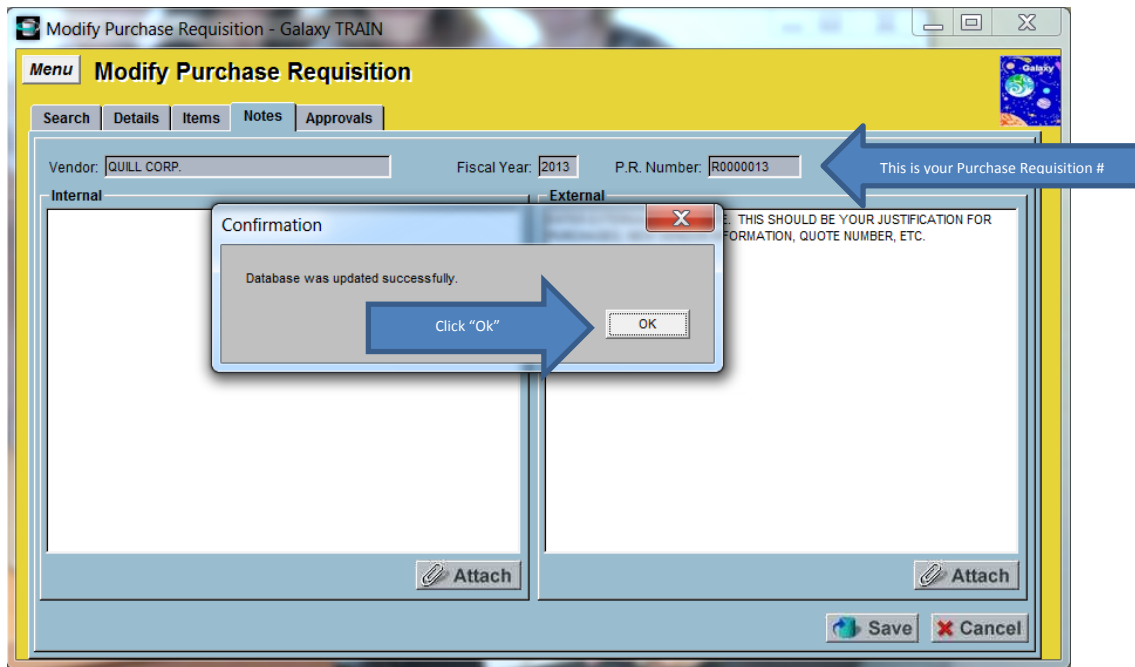 Modify Purchase Requisition - Galaxy TRAIN
Menu Modify Purchase Requisition
Galaxy
Search Details Items Notes Approvals
Vendor: QUILL CORP. Fiscal Year: 2013 P.R. Number: R0000013
This is your Purchase Requisition #
Internal External
THIS SHOULD BE YOUR JUSTIFICATION FOR
QUOTE NUMBER, ETC.
Confirmation
Database was updated successfully.
Click “Ok”
OK
Attach Attach
Save Cancel